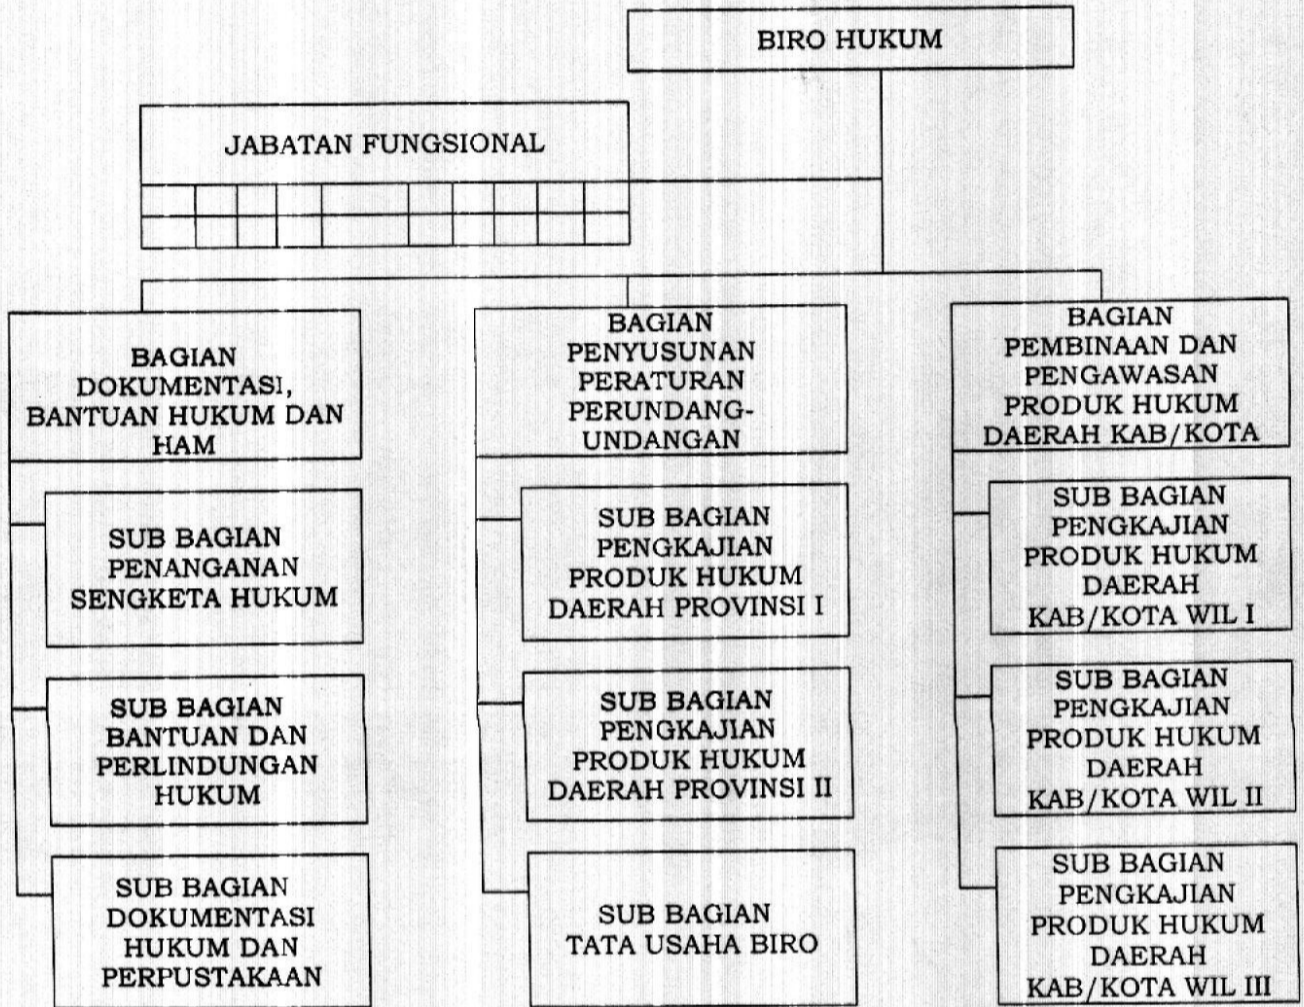 BIRO HUKUM
JABATAN FUNGSIONAL
BAGIAN
DOKUMENTASI,
BANTUAN HUKUM DAN
HAM
SUB BAGIAN
PENANGANAN
SENGKETA HUKUM
SUB BAGIAN
BANTUAN DAN
PERLINDUNGAN
HUKUM
SUB BAGIAN
DOKUMENTASI
HUKUM DAN
PERPUSTAKAAN
BAGIAN
PENYUSUNAN
PERATURAN
PERUNDANG-
UNDANGAN
SUB BAGIAN
PENGKAJIAN
PRODUK HUKUM
DAERAH PROVINSI I
SUB BAGIAN
PENGKAJIAN
PRODUK HUKUM
DAERAH PROVINSI II
SUB BAGIAN
TATA USAHA BIRO
BAGIAN
PEMBINAAN DAN
PENGAWASAN
PRODUK HUKUM
DAERAH KAB/KOTA
SUB BAGIAN
PENGKAJIAN
PRODUK HUKUM
DAERAH
KAB/KOTA WIL I
SUB BAGIAN
PENGKAJIAN
PRODUK HUKUM
DAERAH
KAB/KOTA WIL II
SUB BAGIAN
PENGKAJIAN
PRODUK HUKUM
DAERAH
KAB/KOTA WIL III